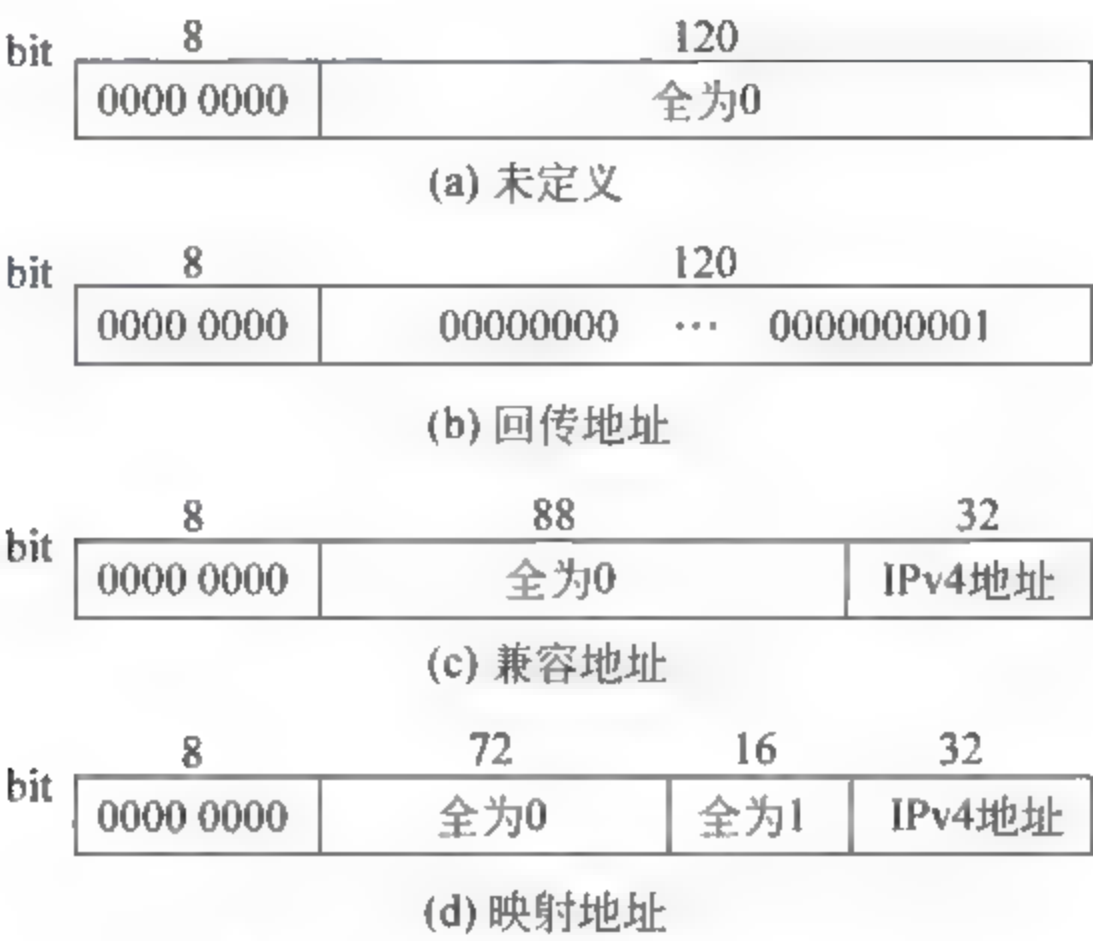 bit 8 120
0000 0000 全为0
(a) 未定义
bit 8 120
0000 0000 00000000 … 0000000001
(b) 回传地址
bit 8 88 32
0000 0000 全为0 IPv4地址
(c) 兼容地址
bit 8 72 16 32
0000 0000 全为0 全为1 IPv4地址
(d) 映射地址